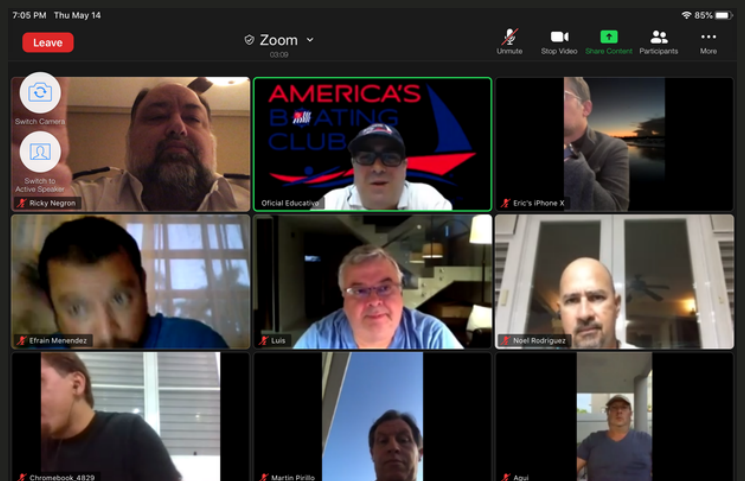 7:05 PM Thu May 14
85%
Leave
Zoom
03:09
Unmute
Stop Video
Share Content
Participants
More
Switch Camera
Switch to
Active Speaker
Ricky Negron
AMERICA'S
BOATING
CLUB
Oficial Educativo
Eric's iPhone X
Efrain Menendez
Luis
Noel Rodriguez
Chromebook_4829
Martin Pirillo
Agui